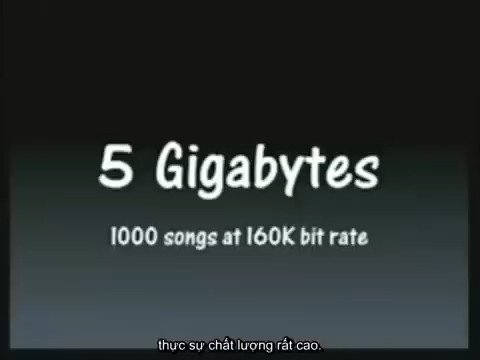 5 Gigabytes
1000 songs at 160K bit rate
thực sự chất lượng rất cao.